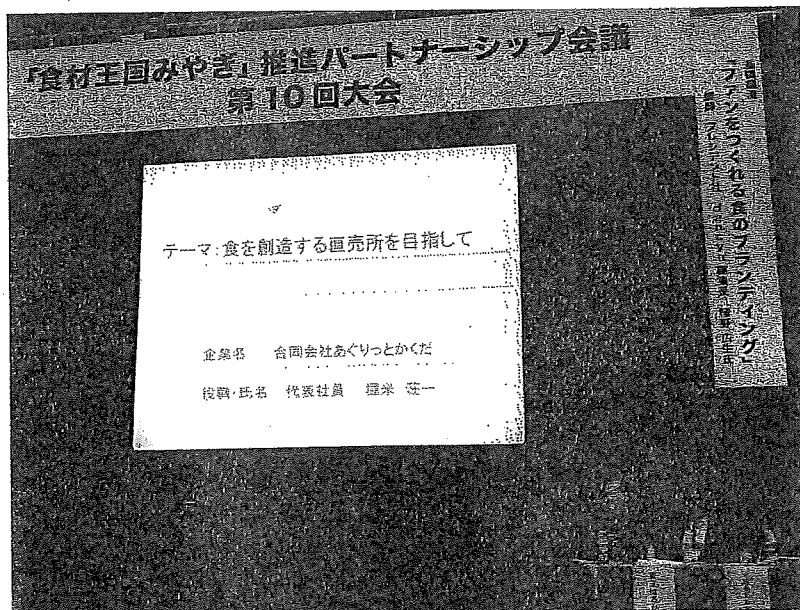 「食材王国みやぎ」推進パートナーシップ会議
第10回大会
テーマ:食を創造する直売所を目指して
企業名 合同会社あぐりっとかくだ
役職・氏名 代表社員
「ファンをつくれる食のブランディング」